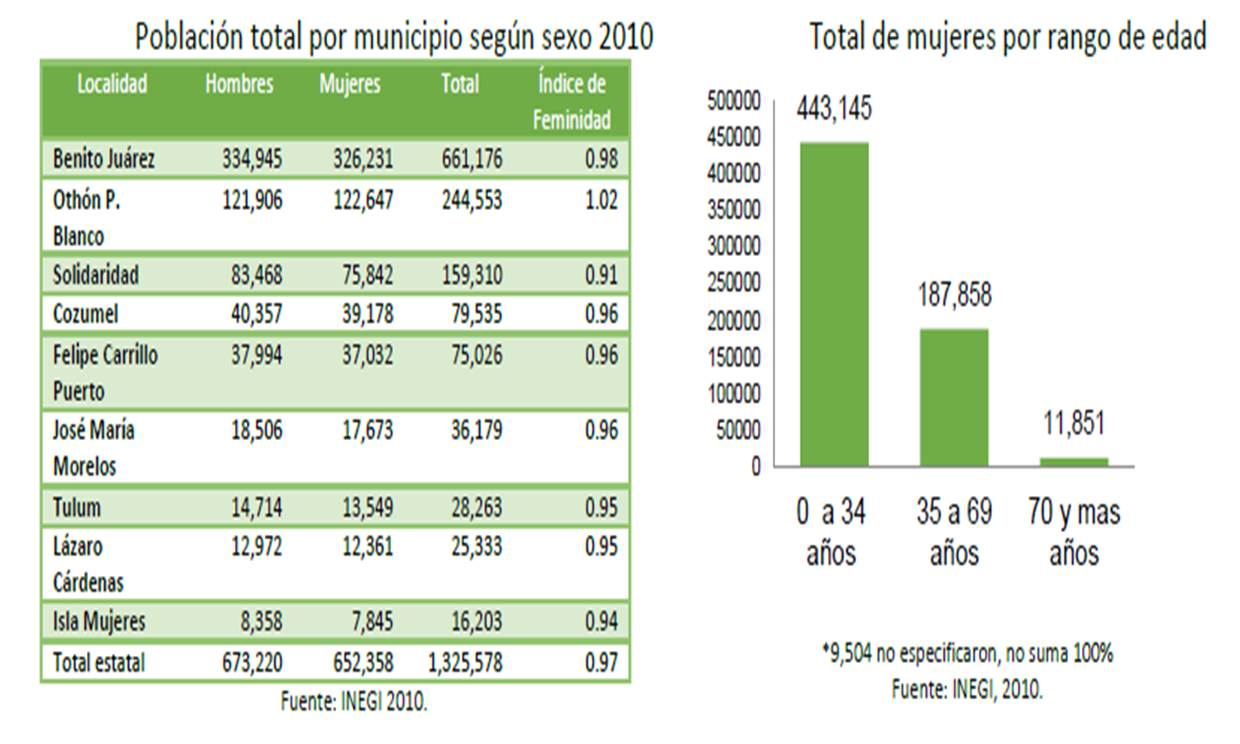 Población total por municipio según sexo 2010
Localidad Hombres Mujeres Total Índice de
Feminidad
Benito Juárez 334,945 326,231 661,176 0.98
Othón P. 121,906 122,647 244,553 1.02
Blanco
Solidaridad 83,468 75,842 159,310 0.91
Cozumel 40,357 39,178 79,535 0.96
Felipe Carrillo 37,994 37,032 75,026 0.96
Puerto
José María 18,506 17,673 36,179 0.96
Morelos
Tulum 14,714 13,549 28,263 0.95
Lázaro 12,972 12,361 25,333 0.95
Cárdenas
Isla Mujeres 8,358 7,845 16,203 0.94
Total estatal 673,220 652,358 1,325,578 0.97
Fuente: INEGI 2010.
Total de mujeres por rango de edad
500000
450000
400000
350000
300000
250000
200000
150000
100000
50000
0
443,145
187,858
11,851
0 a 34 35 a 69 70 y mas
años años años
*9,504 no especificaron, no suma 100%
Fuente: INEGI, 2010.